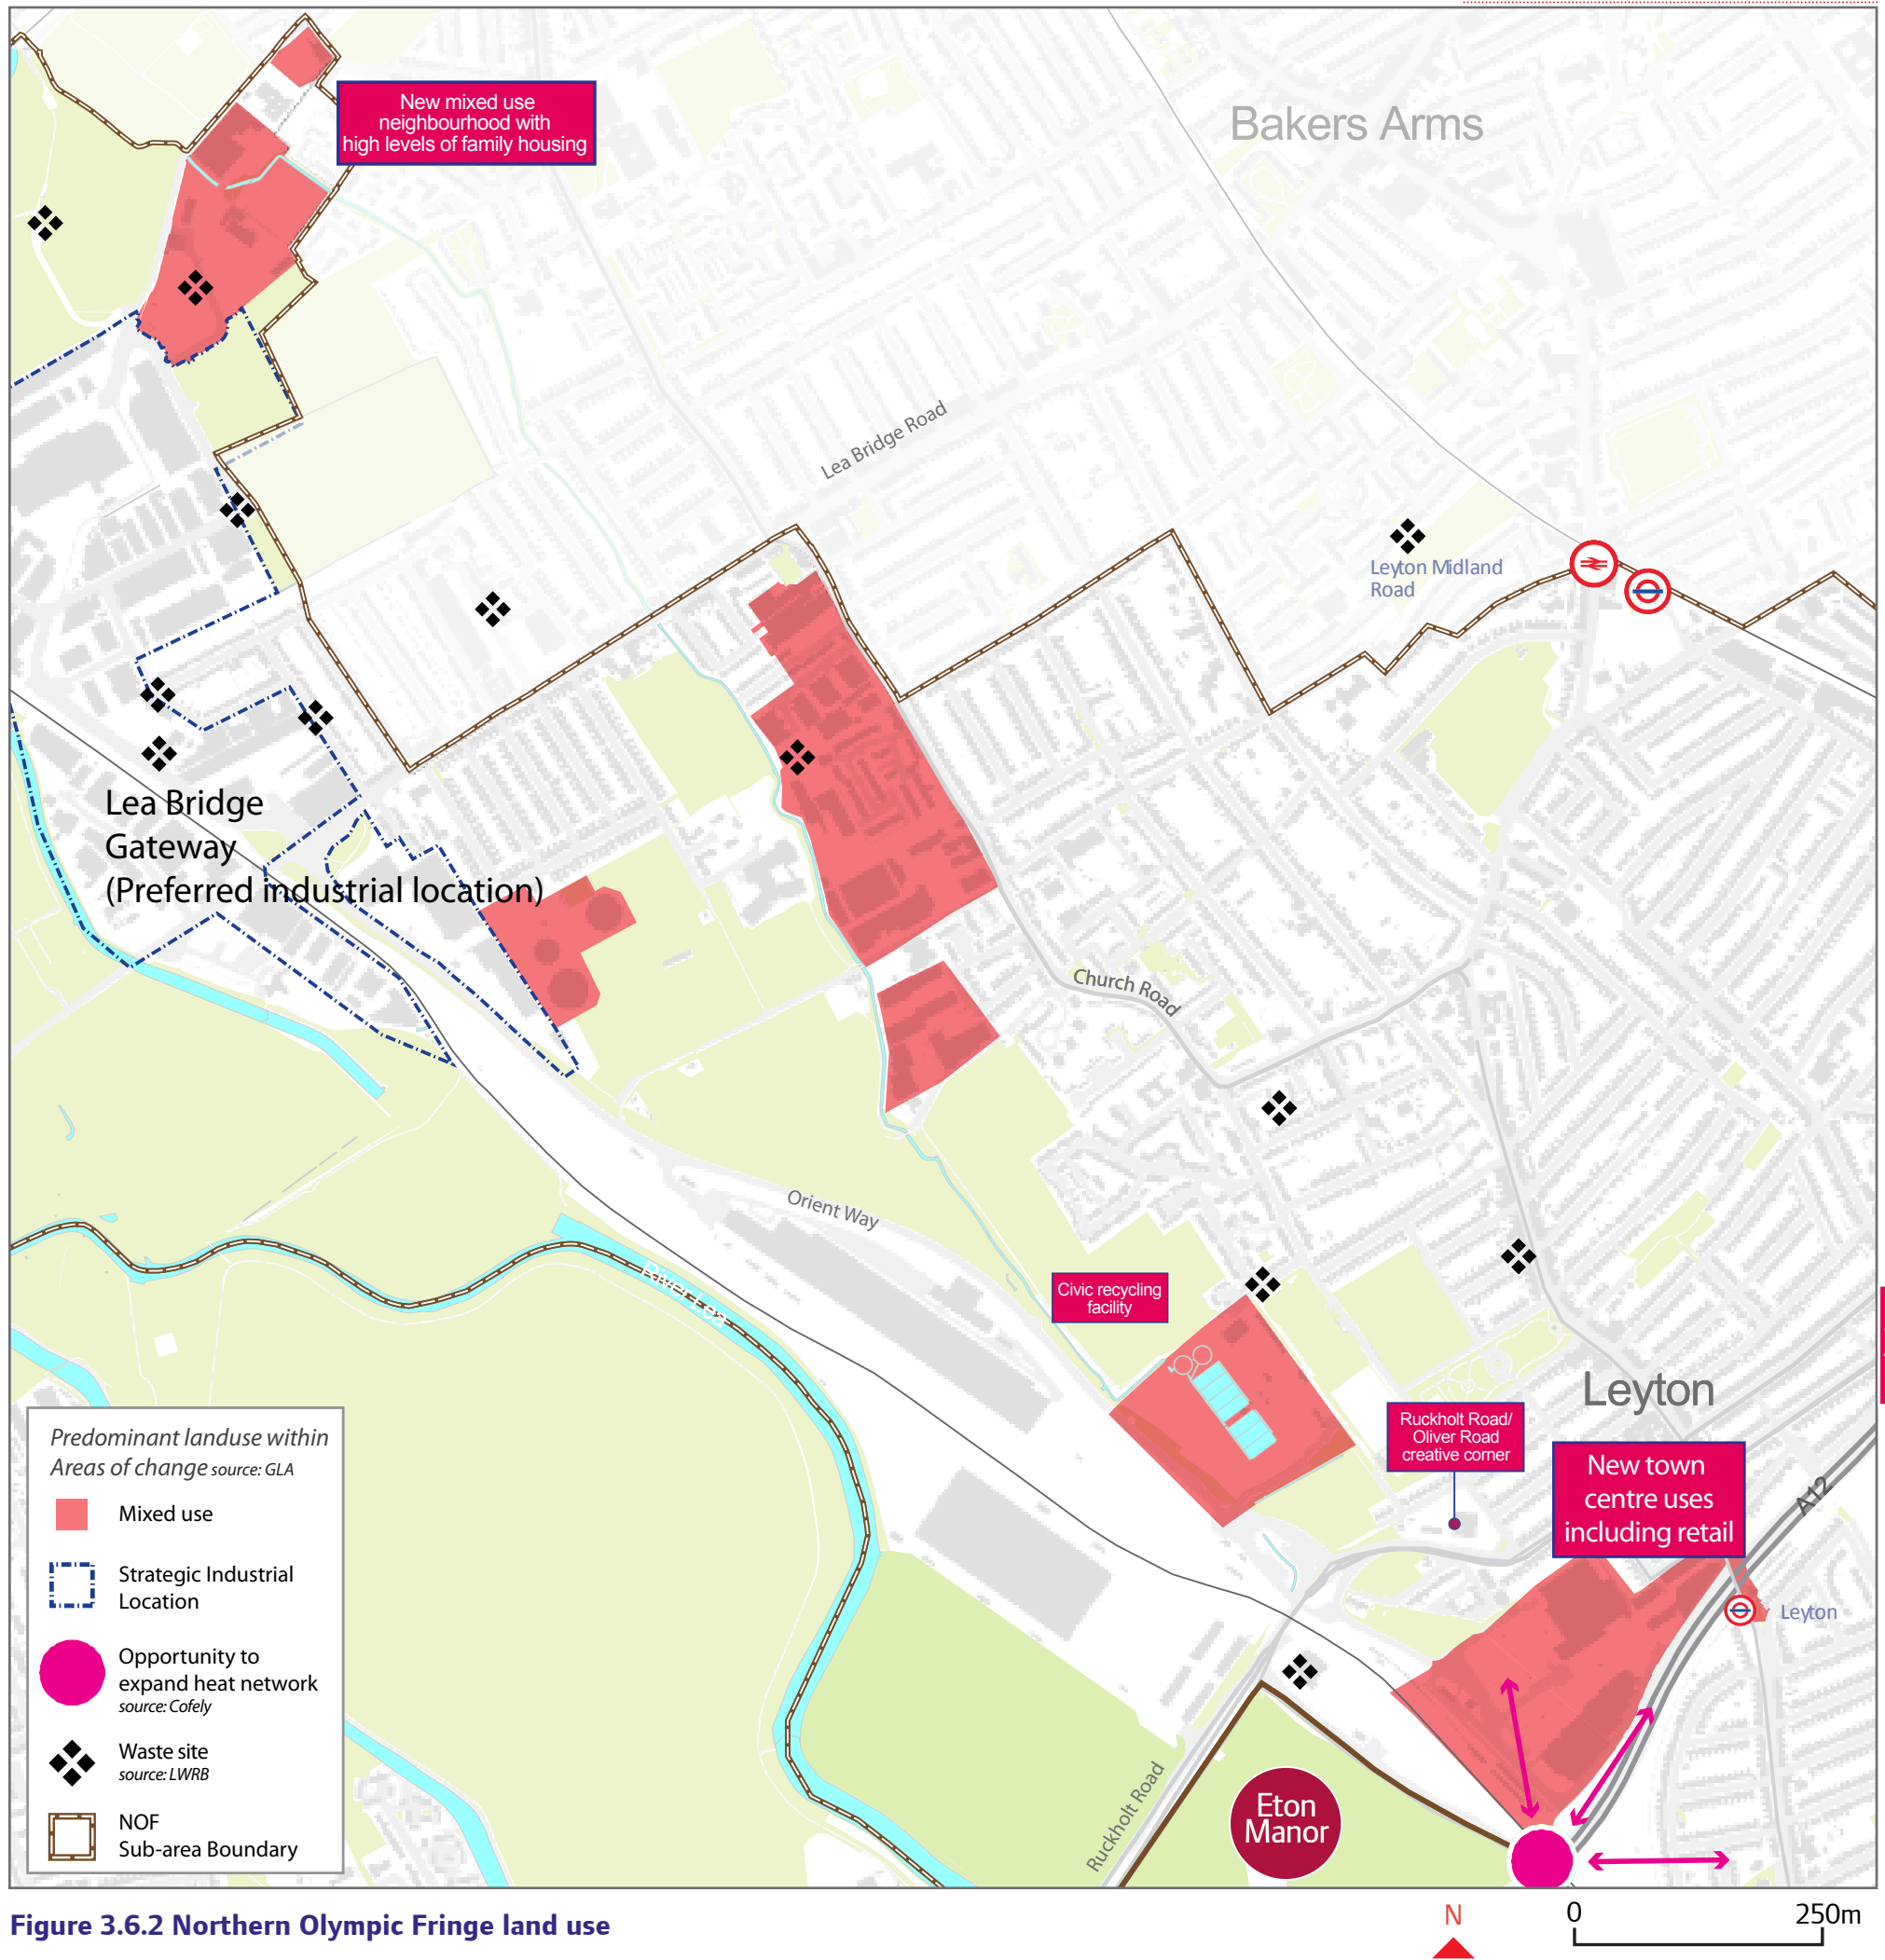 New mixed use
neighbourhood with
high levels of family housing
Bakers Arms
Lea Bridge Road
Leyton Midland
Road
Lea Bridge
Gateway
(Preferred industrial location)
Church Road
Orient Way
River Lea
Civic recycling
facility
Leyton
Ruckholt Road/
Oliver Road
creative corner
New town
centre uses
including retail
A12
Leyton
Ruckholt Road
Eton
Manor
Predominant landuse within
Areas of change source: GLA
Mixed use
Strategic Industrial
Location
Opportunity to
expand heat network
source: Cofely
Waste site
source: LWRB
NOF
Sub-area Boundary
Figure 3.6.2 Northern Olympic Fringe land use
N
0 250m